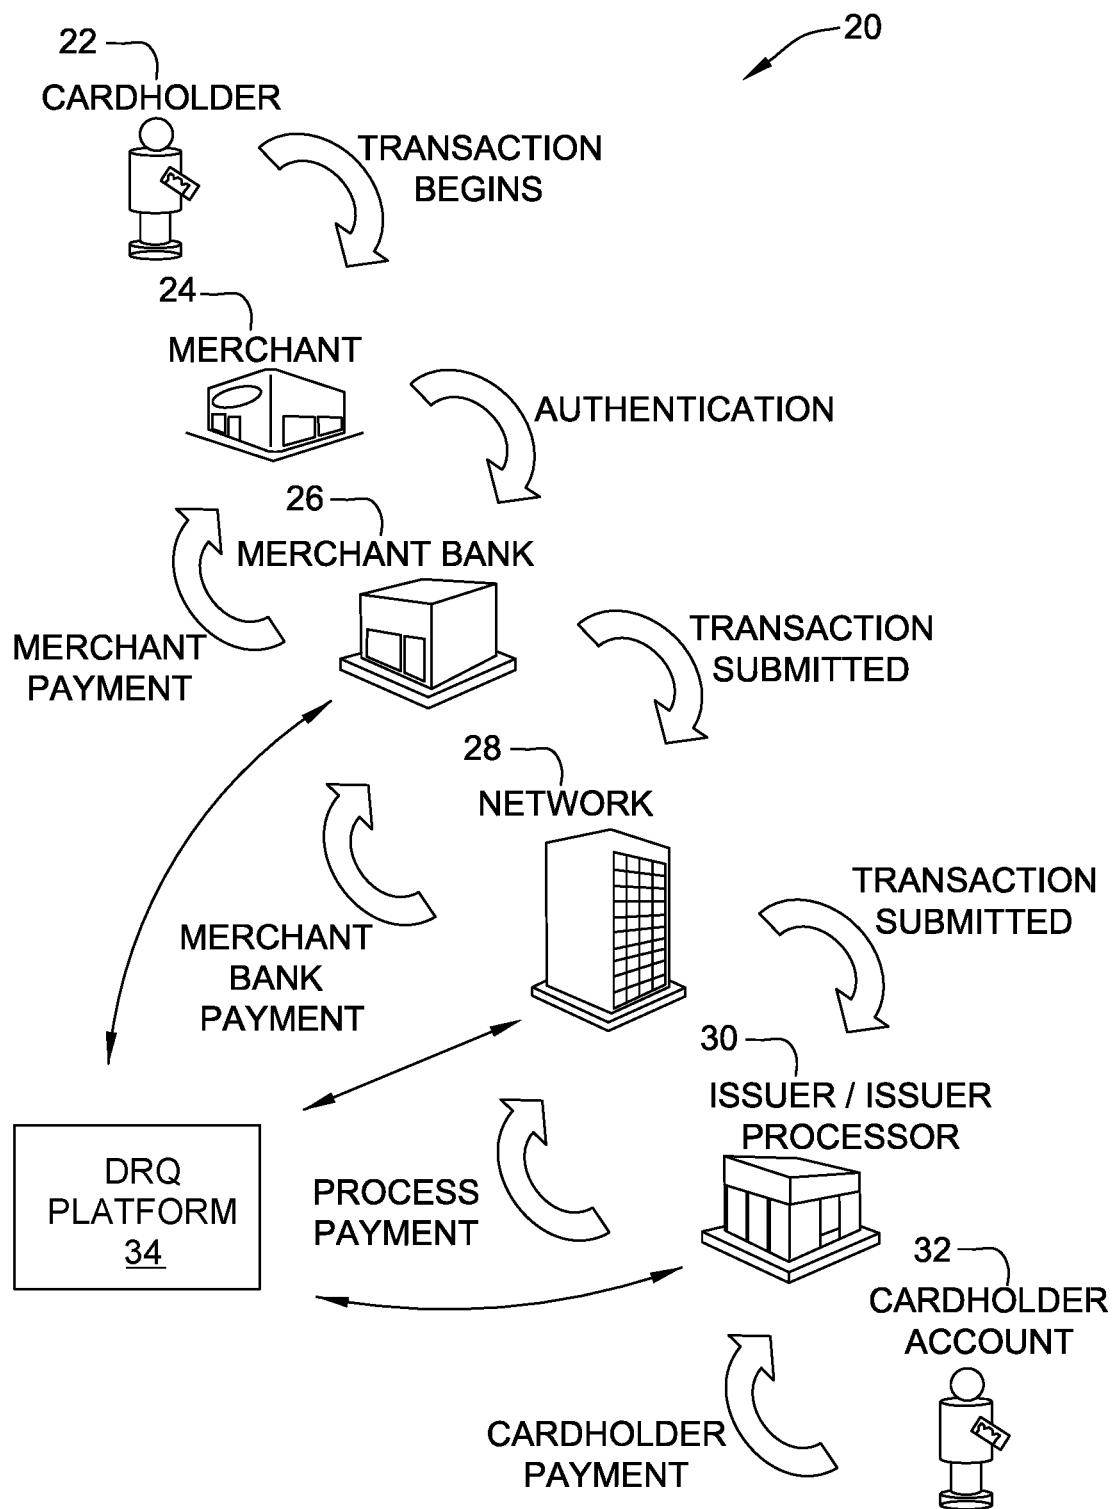 20
22
CARDHOLDER
TRANSACTION
BEGINS
24
MERCHANT
AUTHENTICATION
26
MERCHANT BANK
MERCHANT
PAYMENT
TRANSACTION
SUBMITTED
28
NETWORK
MERCHANT
BANK
PAYMENT
TRANSACTION
SUBMITTED
30
ISSUER / ISSUER
PROCESSOR
DRQ
PLATFORM
34
PROCESS
PAYMENT
32
CARDHOLDER
ACCOUNT
CARDHOLDER
PAYMENT